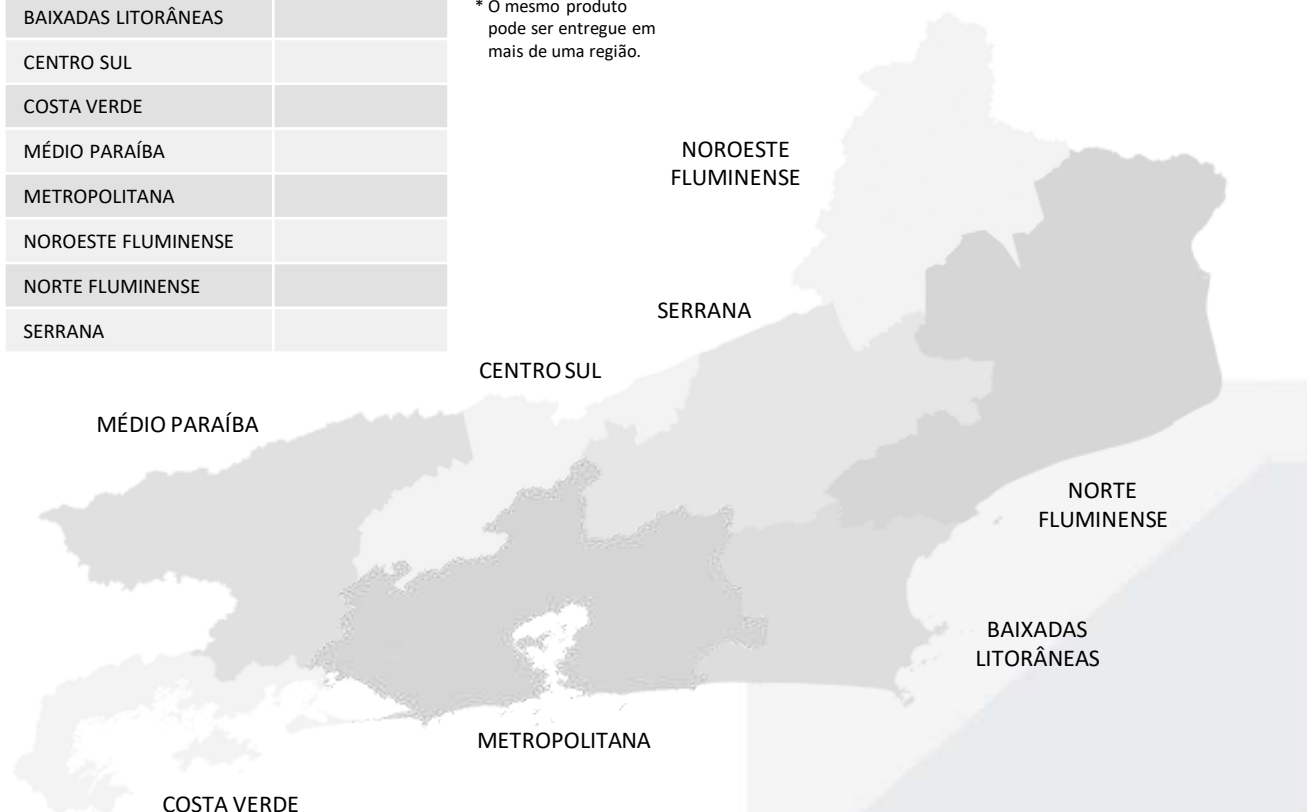 BAIXADAS LITORÂNEAS
CENTRO SUL
COSTA VERDE
MÉDIO PARAÍBA
METROPOLITANA
NOROESTE FLUMINENSE
NORTE FLUMINENSE
SERRANA
* O mesmo produto
pode ser entregue em
mais de uma região.
NOROESTE
FLUMINENSE
SERRANA
CENTRO SUL
MÉDIO PARAÍBA
NORTE
FLUMINENSE
BAIXADAS
LITORÂNEAS
METROPOLITANA
COSTA VERDE